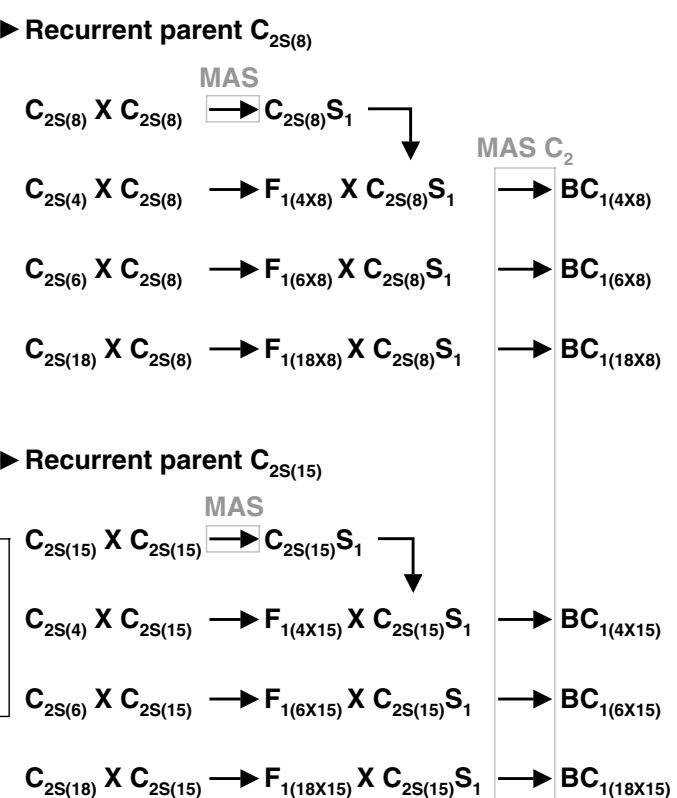 ► Recurrent parent C2S(8)
MAS
C2S(8) X C2S(8) → C2S(8)S1
MAS C2
C2S(4) X C2S(8) → F1(4X8) X C2S(8)S1 → BC1(4X8)
C2S(6) X C2S(8) → F1(6X8) X C2S(8)S1 → BC1(6X8)
C2S(18) X C2S(8) → F1(18X8) X C2S(8)S1 → BC1(18X8)
► Recurrent parent C2S(15)
MAS
C2S(15) X C2S(15) → C2S(15)S1
C2S(4) X C2S(15) → F1(4X15) X C2S(15)S1 → BC1(4X15)
C2S(6) X C2S(15) → F1(6X15) X C2S(15)S1 → BC1(6X15)
C2S(18) X C2S(15) → F1(18X15) X C2S(15)S1 → BC1(18X15)